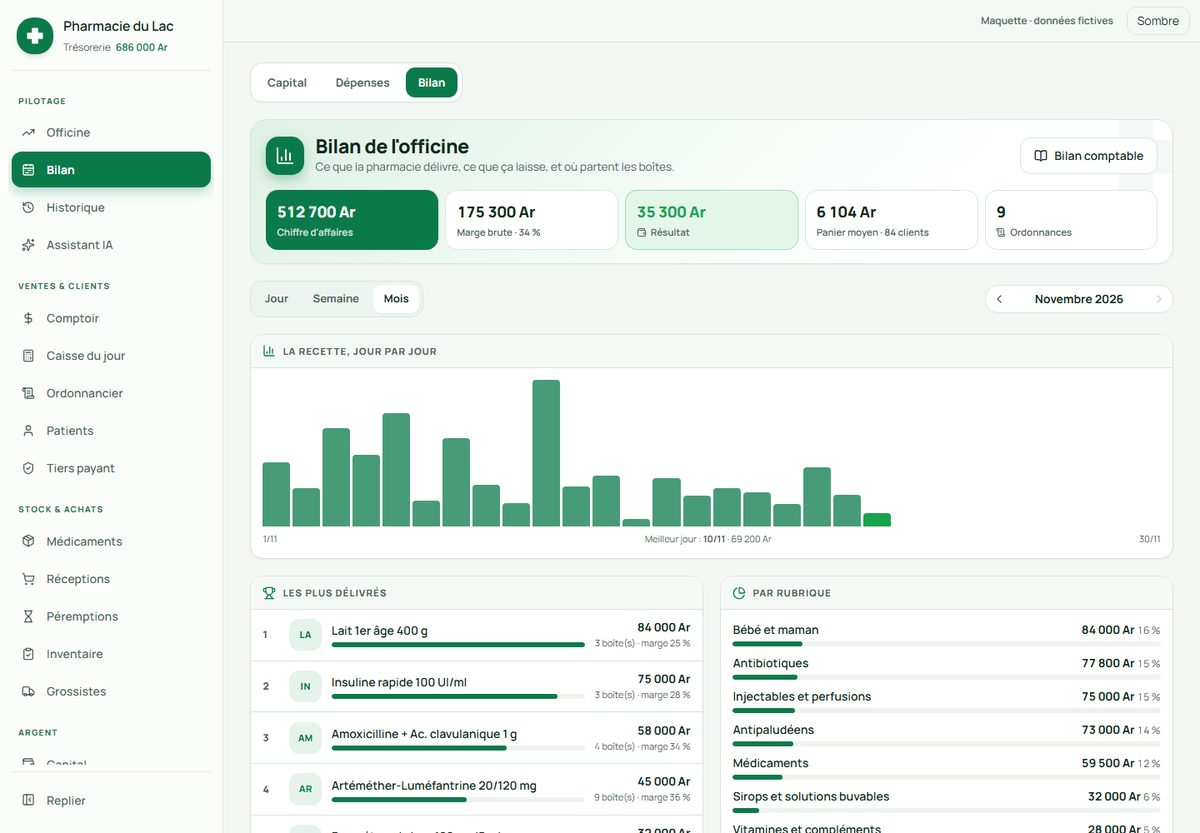 Pharmacie du Lac
Trésorerie 686 000 Ar
Maquette · données fictives
Sombre
PILOTAGE
Officine
Bilan
Historique
Assistant IA
VENTES & CLIENTS
Comptoir
Caisse du jour
Ordonnancier
Patients
Tiers payant
STOCK & ACHATS
Médicaments
Réceptions
Péremptions
Inventaire
Grossistes
ARGENT
Capital
Replier
Capital
Dépenses
Bilan
Bilan de l'officine
Ce que la pharmacie délivre, ce que ça laisse, et où partent les boîtes.
Bilan comptable
512 700 Ar
Chiffre d'affaires
175 300 Ar
Marge brute · 34 %
35 300 Ar
Résultat
6 104 Ar
Panier moyen · 84 clients
9
Ordonnances
Jour
Semaine
Mois
Novembre 2026
LA RECETTE, JOUR PAR JOUR
1/11
Meilleur jour : 10/11 · 69 200 Ar
30/11
LES PLUS DÉLIVRÉS
1 LA Lait 1er âge 400 g 84 000 Ar
3 boîte(s) · marge 25 %
2 IN Insuline rapide 100 UI/ml 75 000 Ar
3 boîte(s) · marge 28 %
3 AM Amoxicilline + Ac. clavulanique 1 g 58 000 Ar
4 boîte(s) · marge 34 %
4 AR Artéméther-Luméfantrine 20/120 mg 45 000 Ar
9 boîte(s) · marge 36 %
PAR RUBRIQUE
Bébé et maman 84 000 Ar 16 %
Antibiotiques 77 800 Ar 15 %
Injectables et perfusions 75 000 Ar 15 %
Antipaludéens 73 000 Ar 14 %
Médicaments 59 500 Ar 12 %
Sirops et solutions buvables 32 000 Ar 6 %
Vitamines et compléments 28 000 Ar 5 %